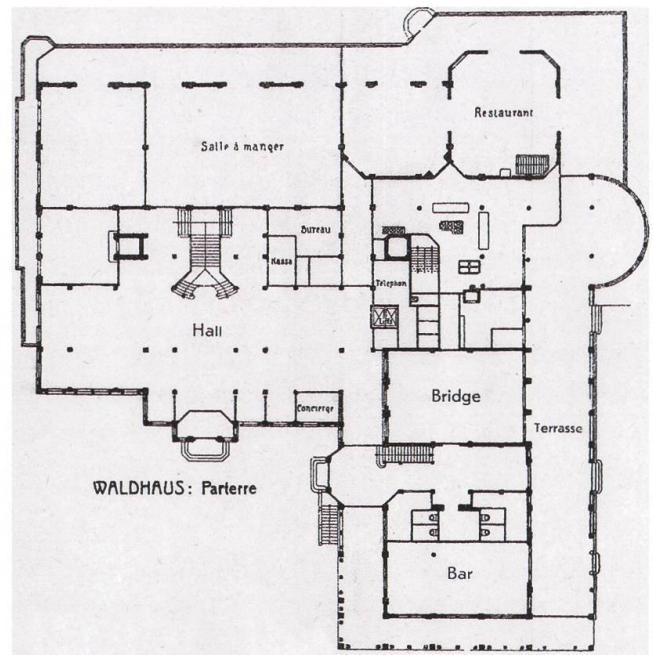 Restaurant
Salle à manger
Bureau
Kassa
Telephon
Hall
Bridge
Concierge
Terrasse
WALDHAUS: Parterre
Bar